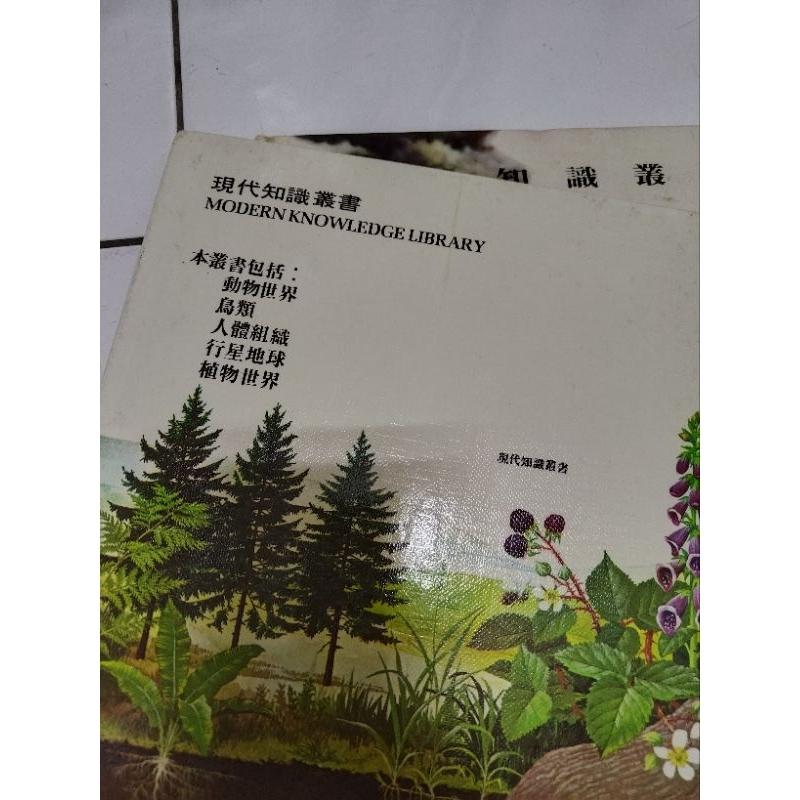 知識叢
現代知識叢書
MODERN KNOWLEDGE LIBRARY
本叢書包括：
動物世界
鳥類
人體組織
行星地球
植物世界
現代知識叢書